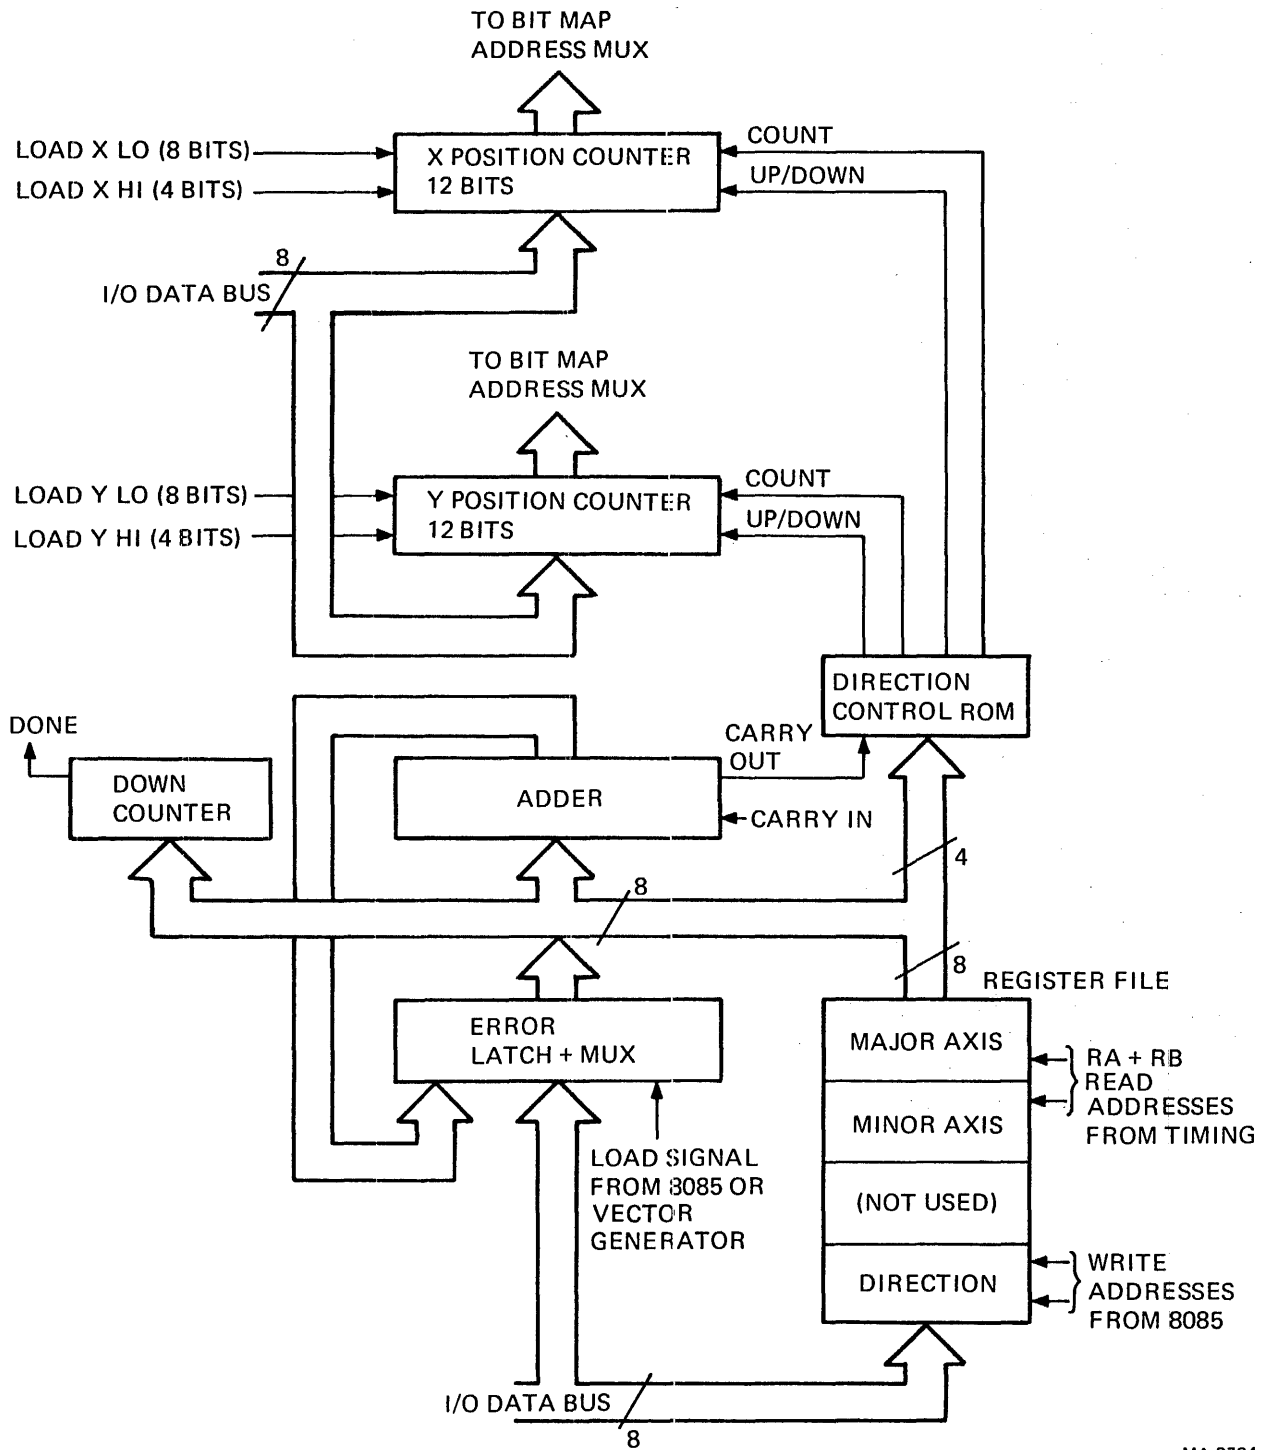 TO BIT MAP
ADDRESS MUX
LOAD X LO (8 BITS)
LOAD X HI (4 BITS)
X POSITION COUNTER
12 BITS
COUNT
UP/DOWN
8
I/O DATA BUS
TO BIT MAP
ADDRESS MUX
LOAD Y LO (8 BITS)
LOAD Y HI (4 BITS)
Y POSITION COUNTER
12 BITS
COUNT
UP/DOWN
DIRECTION
CONTROL ROM
DONE
DOWN
COUNTER
ADDER
CARRY
OUT
CARRY IN
4
8
8
REGISTER FILE
ERROR
LATCH + MUX
MAJOR AXIS
MINOR AXIS
(NOT USED)
DIRECTION
RA + RB
READ
ADDRESSES
FROM TIMING
LOAD SIGNAL
FROM 8085 OR
VECTOR
GENERATOR
WRITE
ADDRESSES
FROM 8085
I/O DATA BUS
8